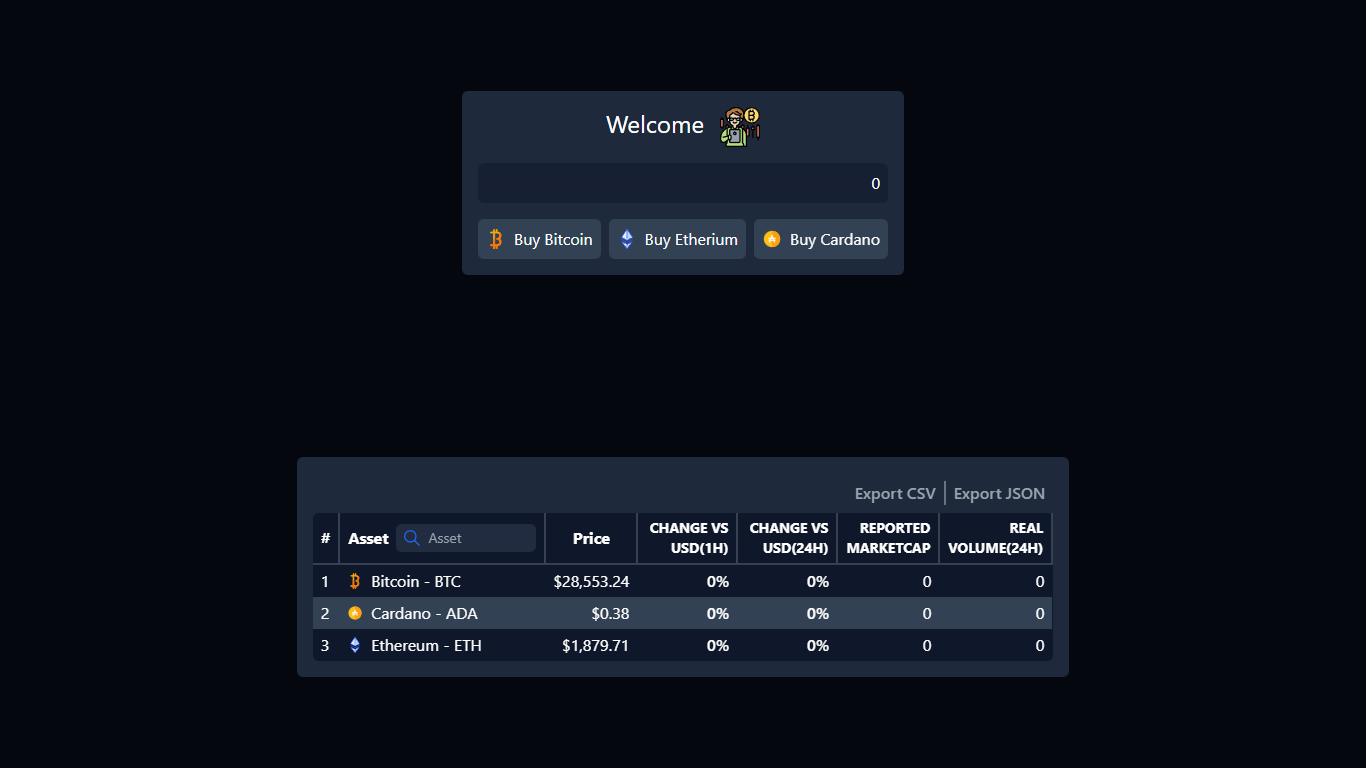 Welcome
0
Buy Bitcoin Buy Etherium Buy Cardano
Export CSV Export JSON
# Asset Asset Price CHANGE VS USD(1H) CHANGE VS USD(24H) REPORTED MARKETCAP REAL VOLUME(24H)
1 Bitcoin - BTC $28,553.24 0% 0% 0 0
2 Cardano - ADA $0.38 0% 0% 0 0
3 Ethereum - ETH $1,879.71 0% 0% 0 0